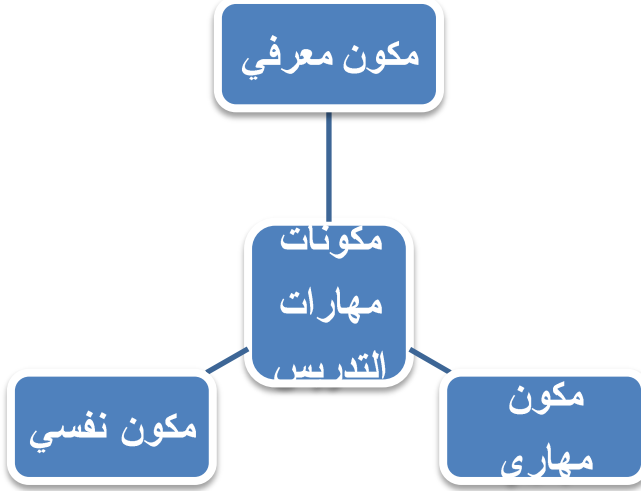 مكون معرفي
مكونات
مهارات
التدريس
مكون نفسي
مكون
مهاري